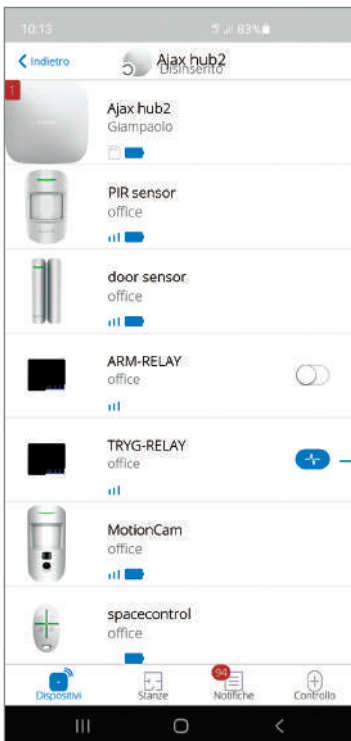 10:13
83%
Indietro
Ajax hub2
Disinserito
1
Ajax hub2
Giampaolo
PIR sensor
office
door sensor
office
ARM-RELAY
office
TRYG-RELAY
office
MotionCam
office
spacecontrol
office
94
Dispositivi
Stanze
Notifiche
Controllo